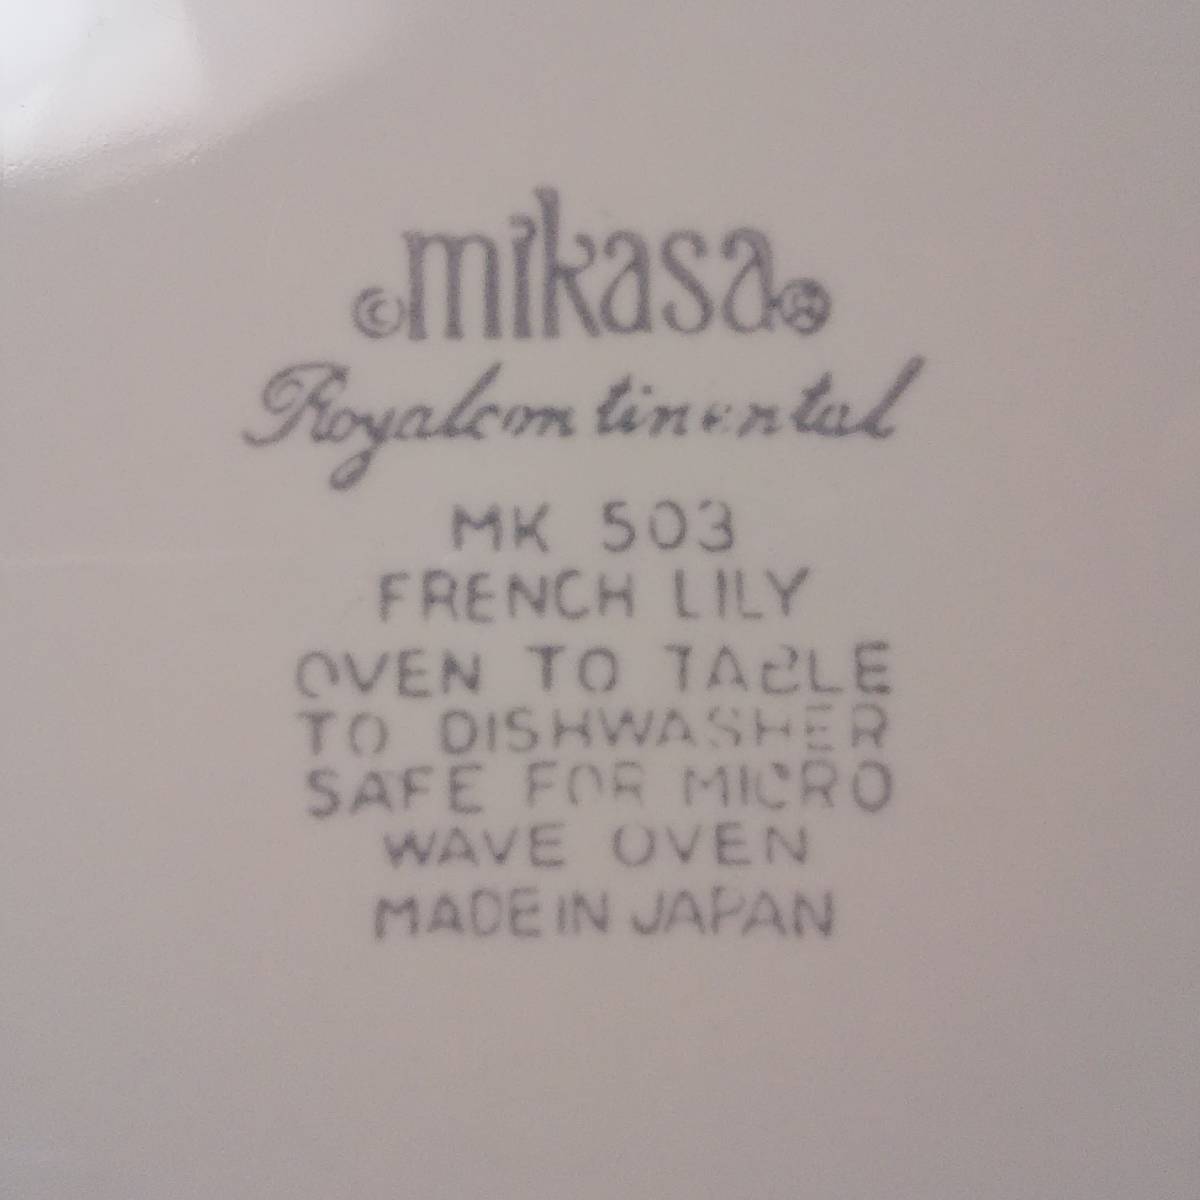 ©mikasa®
Royalcontinental
MK 503
FRENCH LILY
OVEN TO TABLE
TO DISHWASHER
SAFE FOR MICRO
WAVE OVEN
MADE IN JAPAN